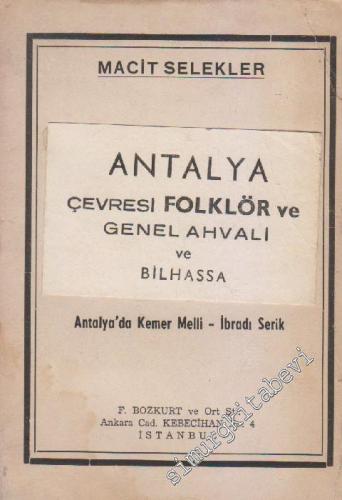 MACİT SELEKLER
ANTALYA
ÇEVRESİ FOLKLÖR ve
GENEL AHVALİ
ve
BİLHASSA
Antalya'da Kemer Melli - İbradı Serik
F. BOZKURT ve Ort
Ankara Cad. KEBECİHAN 4
İSTANBUL
simurgkitabevi